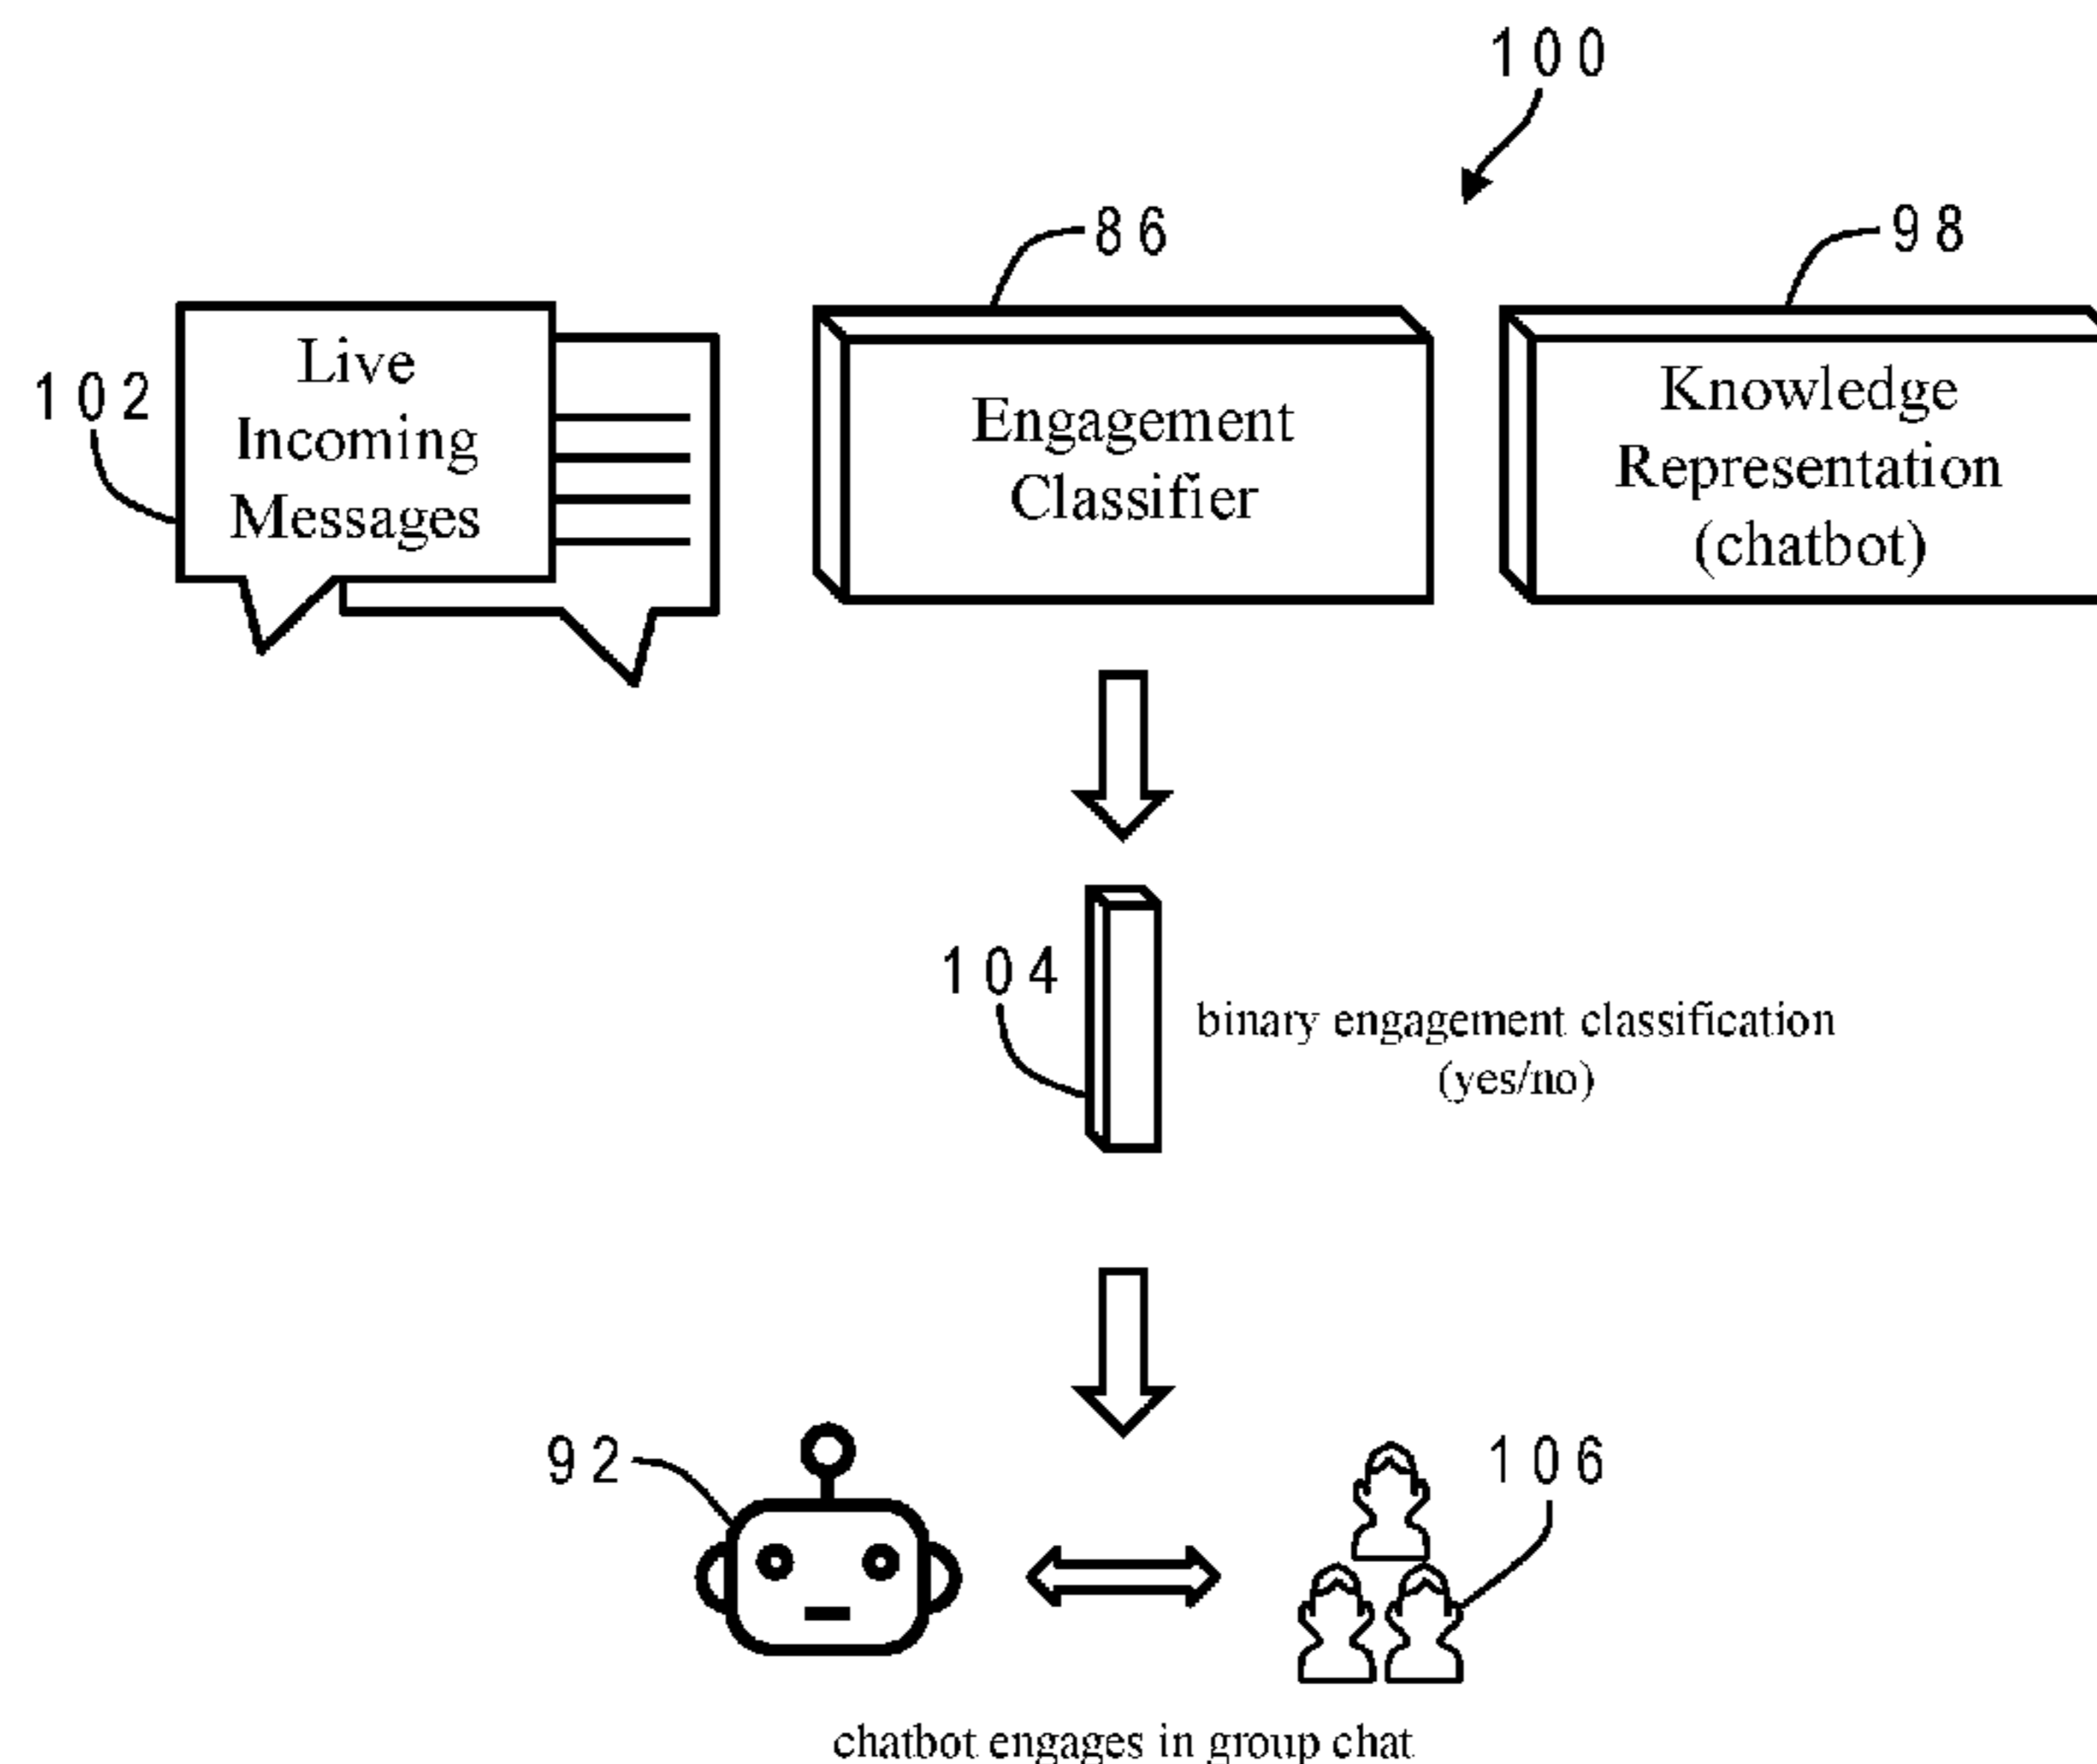 100
86
98
102
Live
Incoming
Messages
Engagement
Classifier
Knowledge
Representation
(chatbot)
104
binary engagement classification
(yes/no)
92
106
chatbot engages in group chat